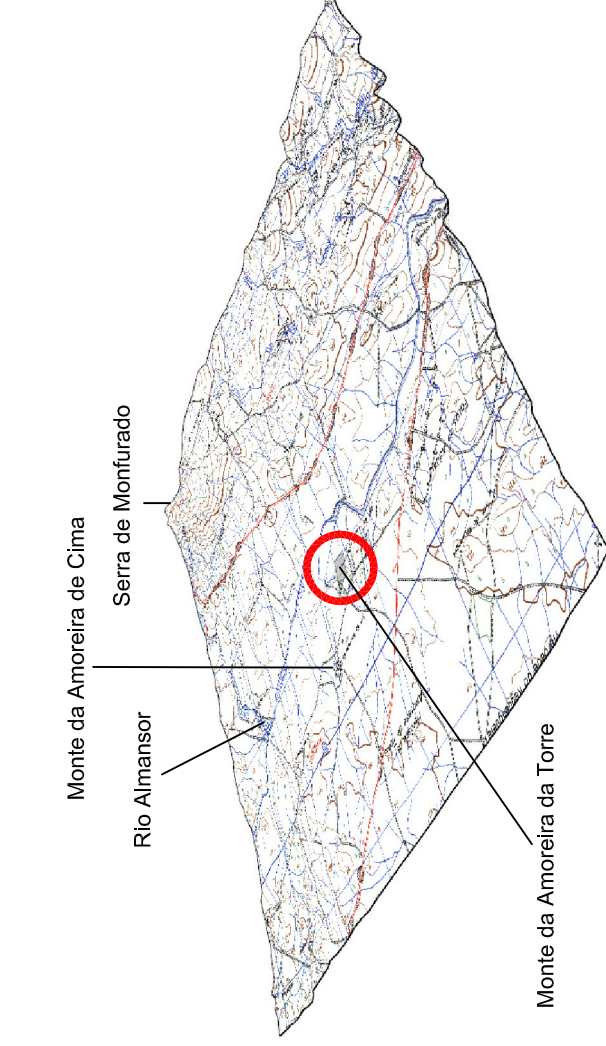 Serra de Monfurado
Monte da Amoreira de Cima
Rio Almansor
Monte da Amoreira da Torre